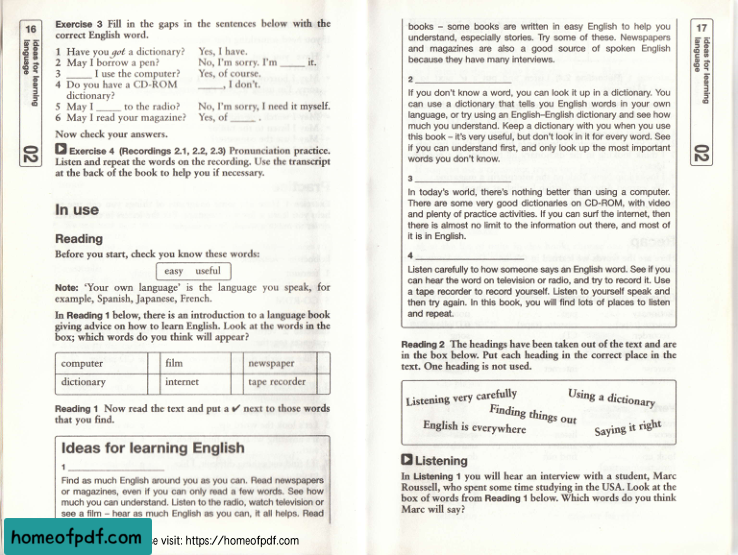 16
ideas for learning
language
02
Exercise 3 Fill in the gaps in the sentences below with the
correct English word.
1 Have you got a dictionary? Yes, I have.
2 May I borrow a pen? No, I'm sorry. I'm _____ it.
3 _____ I use the computer? Yes, of course.
4 Do you have a CD-ROM _____, I don't.
dictionary?
5 May I _____ to the radio? No, I'm sorry, I need it myself.
6 May I read your magazine? Yes, of _____ .
Now check your answers.
Exercise 4 (Recordings 2.1, 2.2, 2.3) Pronunciation practice.
Listen and repeat the words on the recording. Use the transcript
at the back of the book to help you if necessary.
In use
Reading
Before you start, check you know these words:
easy useful
Note: 'Your own language' is the language you speak, for
example, Spanish, Japanese, French.
In Reading 1 below, there is an introduction to a language book
giving advice on how to learn English. Look at the words in the
box; which words do you think will appear?
computer film newspaper
dictionary internet tape recorder
Reading 1 Now read the text and put a ✔ next to those words
that you find.
Ideas for learning English
1 ____________________
Find as much English around you as you can. Read newspapers
or magazines, even if you can only read a few words. See how
much you can understand. Listen to the radio, watch television or
see a film – hear as much English as you can, it all helps. Read
homeofpdf.com
e visit: https://homeofpdf.com
17
ideas for learning
language
02
books – some books are written in easy English to help you
understand, especially stories. Try some of these. Newspapers
and magazines are also a good source of spoken English
because they have many interviews.
2 ____________________
If you don't know a word, you can look it up in a dictionary. You
can use a dictionary that tells you English words in your own
language, or try using an English–English dictionary and see how
much you understand. Keep a dictionary with you when you use
this book – it's very useful, but don't look in it for every word. See
if you can understand first, and only look up the most important
words you don't know.
3 ____________________
In today's world, there's nothing better than using a computer.
There are some very good dictionaries on CD-ROM, with video
and plenty of practice activities. If you can surf the internet, then
there is almost no limit to the information out there, and most of
it is in English.
4 ____________________
Listen carefully to how someone says an English word. See if you
can hear the word on television or radio, and try to record it. Use
a tape recorder to record yourself. Listen to yourself speak and
then try again. In this book, you will find lots of places to listen
and repeat.
Reading 2 The headings have been taken out of the text and are
in the box below. Put each heading in the correct place in the
text. One heading is not used.
Listening very carefully
Using a dictionary
Finding things out
English is everywhere
Saying it right
Listening
In Listening 1 you will hear an interview with a student, Marc
Roussell, who spent some time studying in the USA. Look at the
box of words from Reading 1 below. Which words do you think
Marc will say?